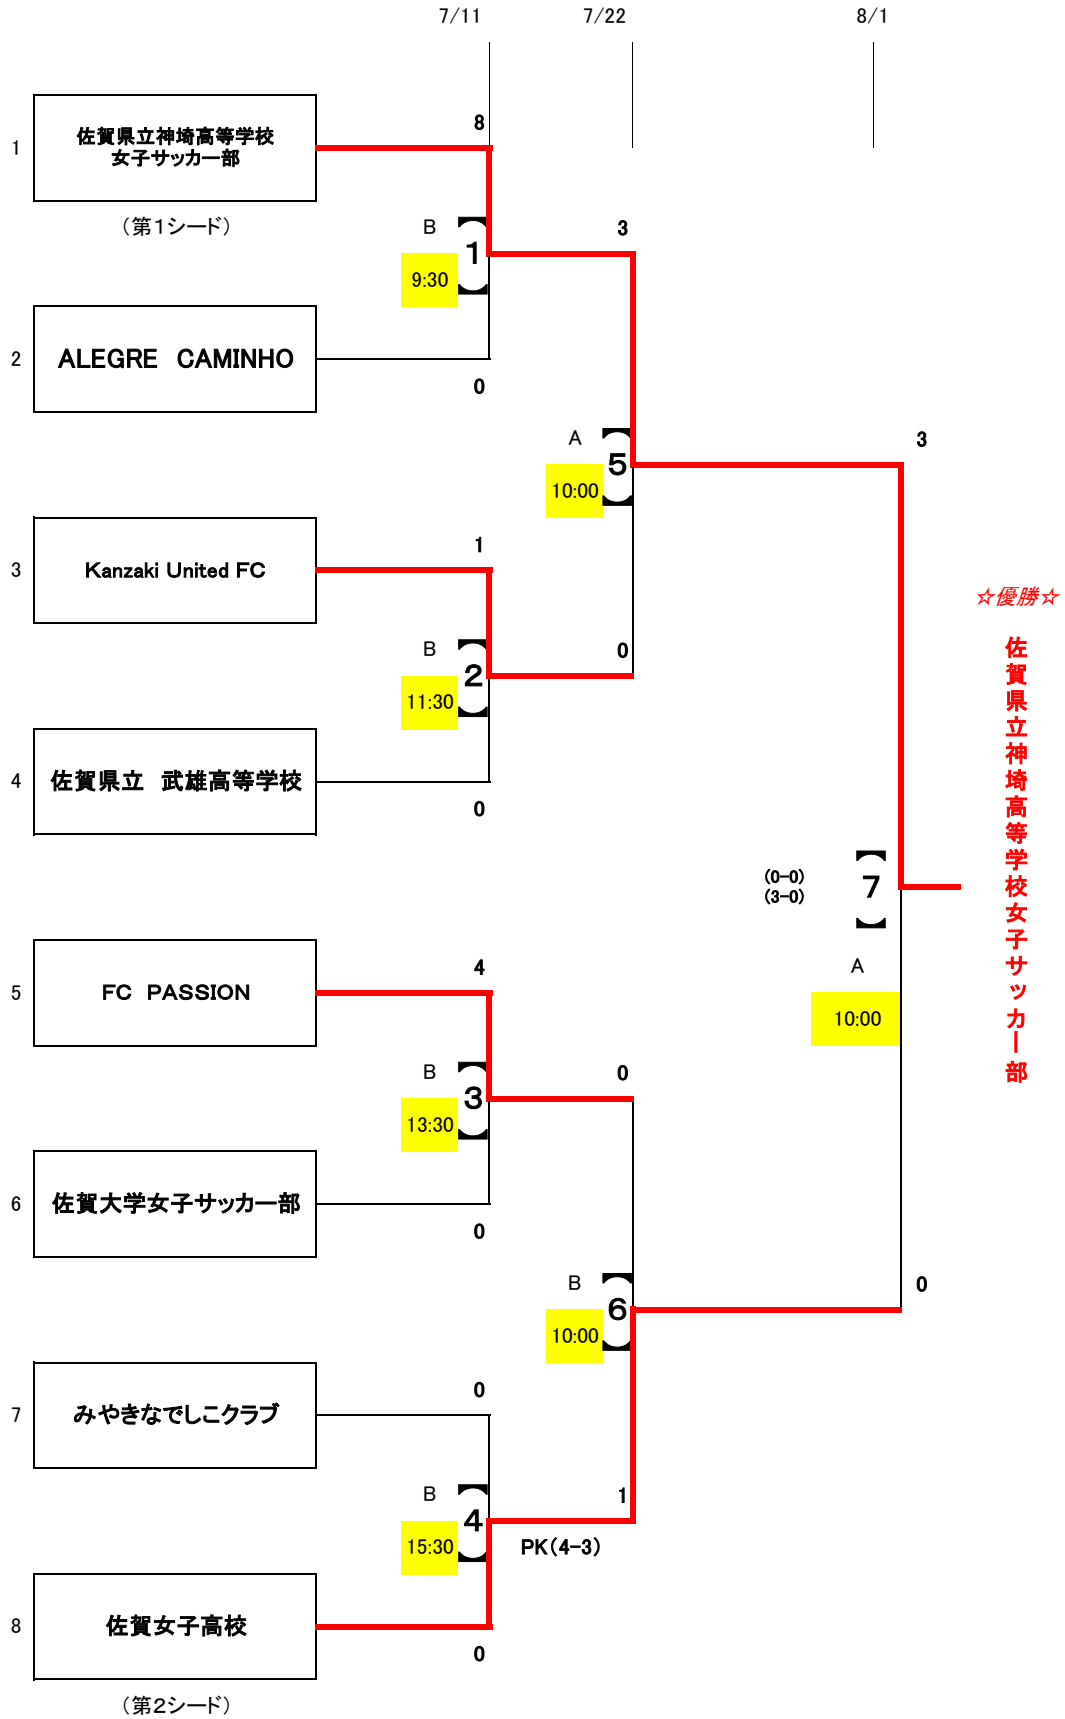 7/11
7/22
8/1
1
佐賀県立神埼高等学校
女子サッカー部
(第1シード)
8
B
1
9:30
3
2
ALEGRE　CAMINHO
0
A
5
10:00
3
3
Kanzaki United FC
1
B
2
11:30
0
4
佐賀県立　武雄高等学校
0
☆優勝☆
佐賀県立神埼高等学校女子サッカー部
(0-0)
(3-0)
7
A
10:00
5
FC　PASSION
4
B
3
13:30
0
6
佐賀大学女子サッカー部
0
B
6
10:00
0
7
みやきなでしこクラブ
0
B
4
15:30
1
PK(4-3)
8
佐賀女子高校
0
(第2シード)